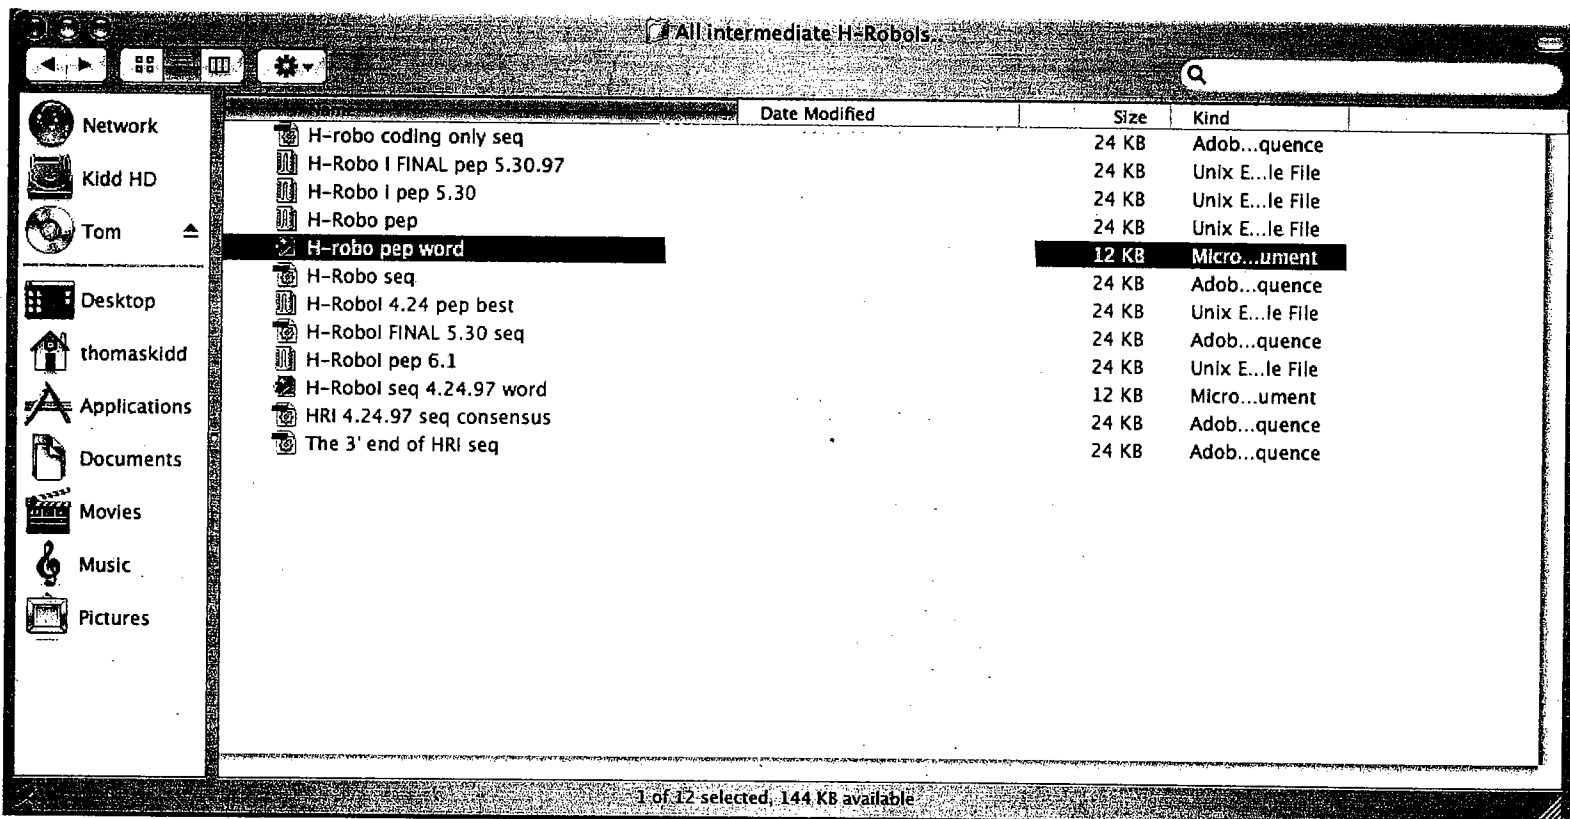 All intermediate H-RoboIs..
Date Modified Size Kind
Network
Kidd HD
Tom
Desktop
thomaskidd
Applications
Documents
Movies
Music
Pictures
H-robo coding only seq 24 KB Adob...quence
H-Robo I FINAL pep 5.30.97 24 KB Unix E...le File
H-Robo I pep 5.30 24 KB Unix E...le File
H-Robo pep 24 KB Unix E...le File
H-robo pep word 12 KB Micro...ument
H-Robo seq 24 KB Adob...quence
H-RoboI 4.24 pep best 24 KB Unix E...le File
H-RoboI FINAL 5.30 seq 24 KB Adob...quence
H-RoboI pep 6.1 24 KB Unix E...le File
H-RoboI seq 4.24.97 word 12 KB Micro...ument
HRI 4.24.97 seq consensus 24 KB Adob...quence
The 3' end of HRI seq 24 KB Adob...quence
1 of 12 selected, 144 KB available